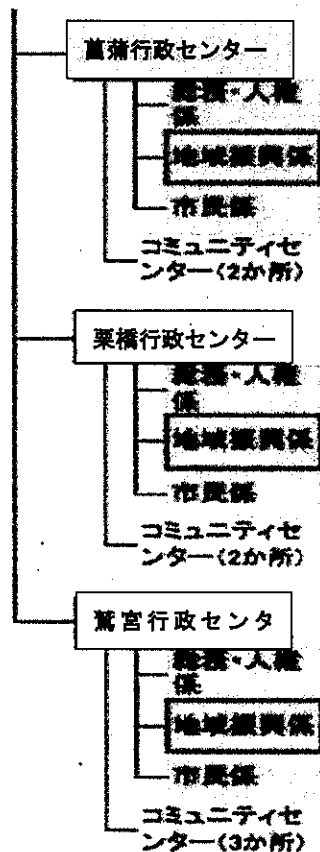 菖蒲行政センター
総務・人権
係
地域振興係
市民係
コミュニティセ
ンター(2か所)
栗橋行政センター
総務・人権
係
地域振興係
市民係
コミュニティセ
ンター(2か所)
鷲宮行政センタ
総務・人権
係
地域振興係
市民係
コミュニティセ
ンター(3か所)